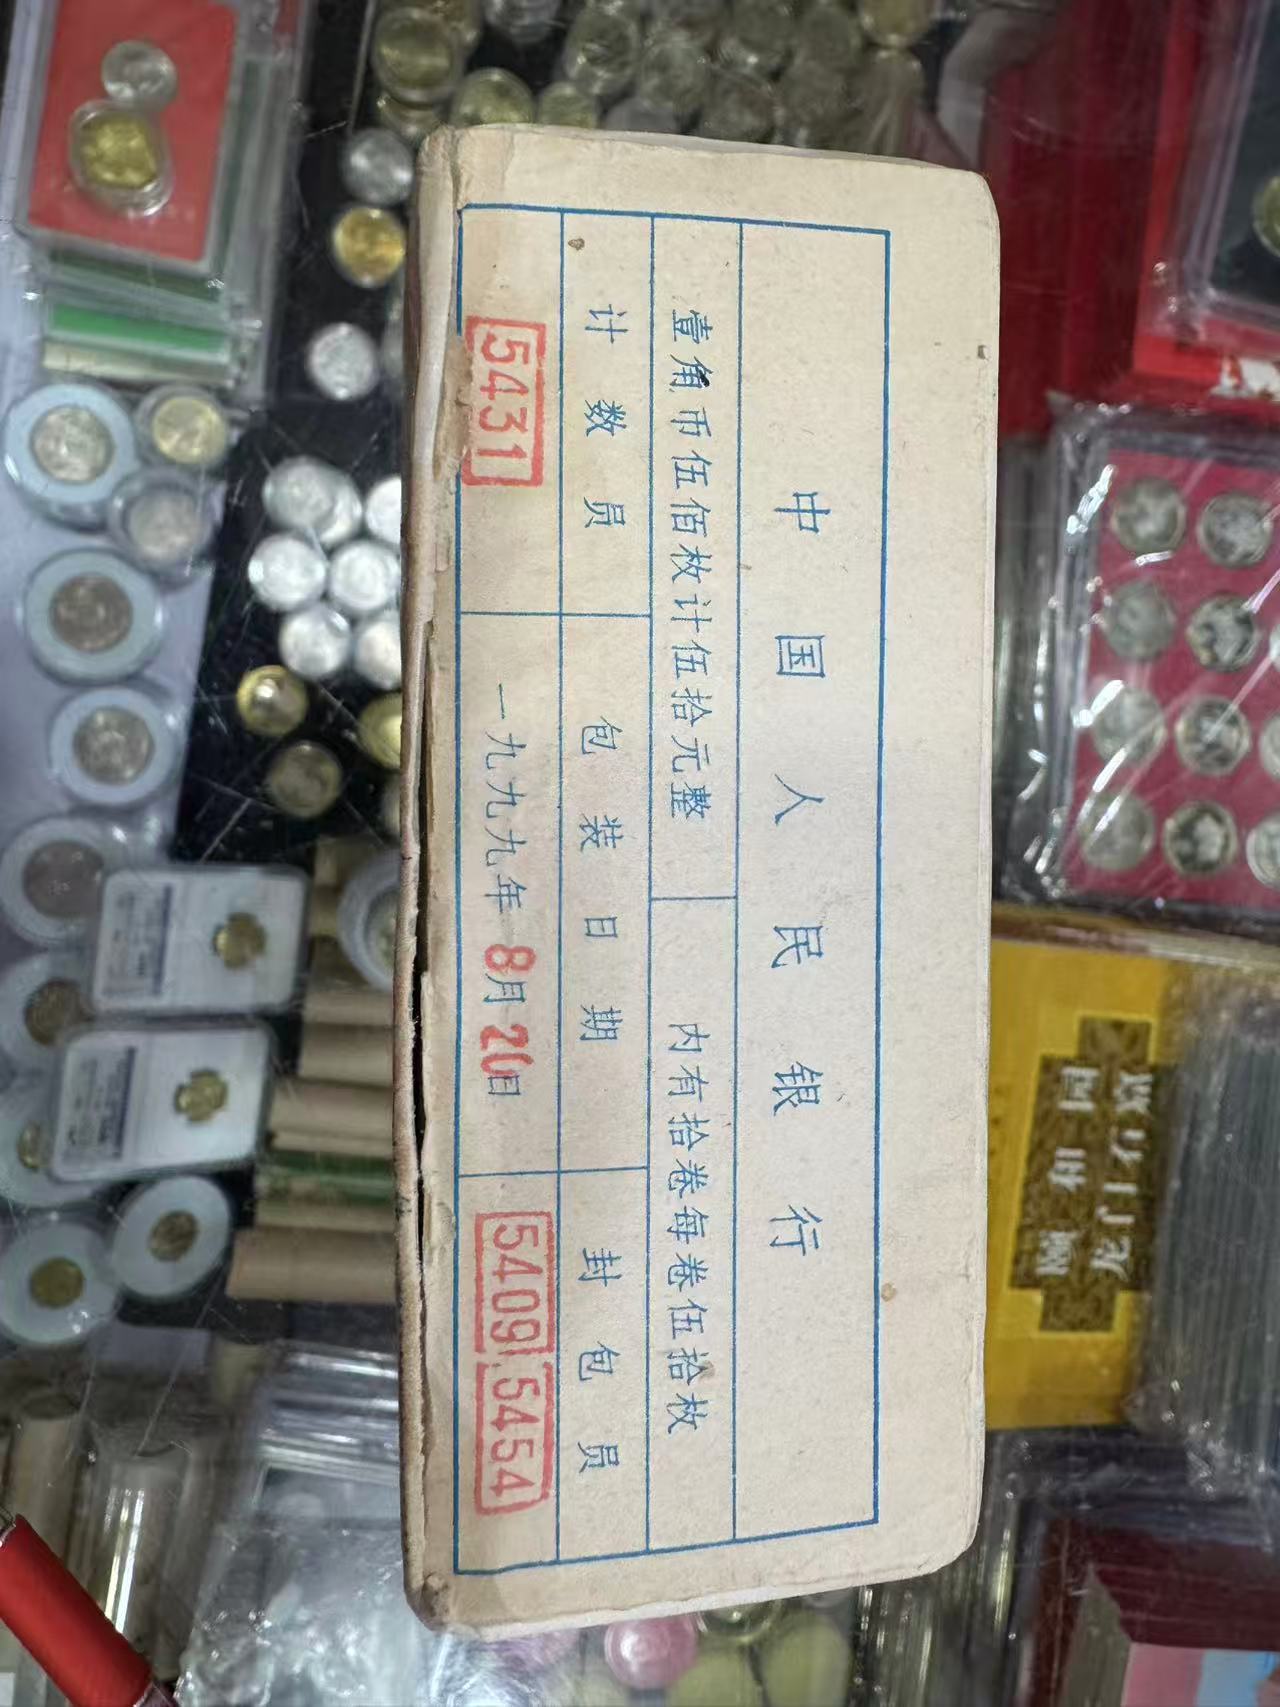 中国人民银行
壹角币伍佰枚计伍拾元整
内有拾卷每卷伍拾枚
计数员
包装日期
封包员
5431
一九九九年8月20日
5409 5454